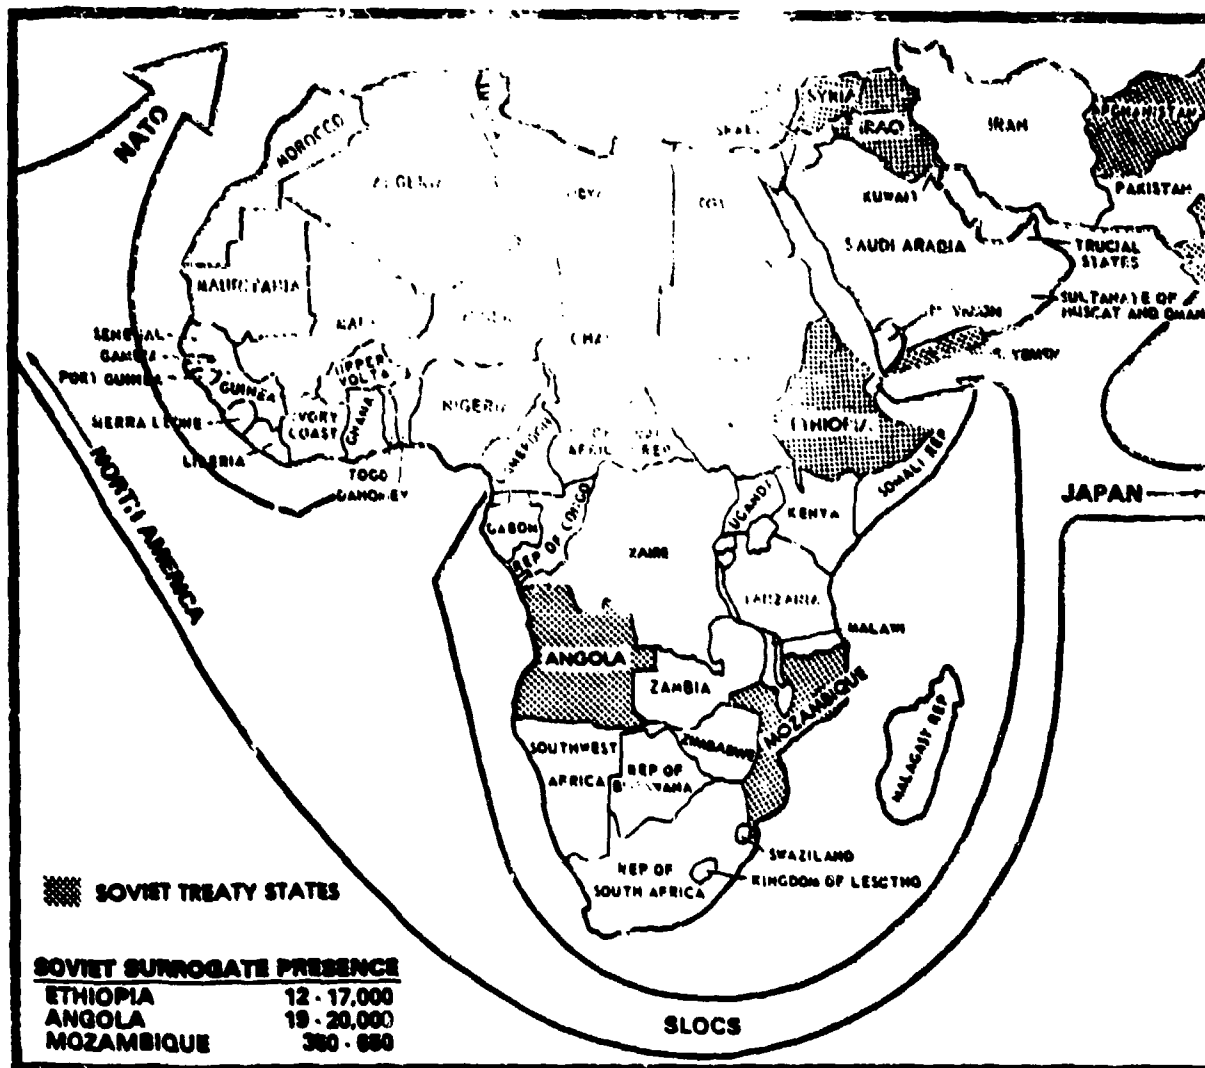 NATO
MOROCCO
ALGERIA
SYRIA
IRAQ
IRAN
AFGHANISTAN
PAKISTAN
KUWAIT
SAUDI ARABIA
TRUCIAL
STATES
SULTANATE OF
MUSCAT AND OMAN
MAURITANIA
SENEGAL
GAMBIA
PORT GUINEA
GUINEA
SIERRA LEONE
LIBERIA
IVORY
COAST
UPPER
VOLTA
GHANA
TOGO
DAHOMEY
NIGERIA
CAMEROON
ETHIOPIA
SOMALI REP
S. YEMEN
UGANDA
KENYA
GABON
REP OF CONGO
ZAIRE
TANZANIA
MALAWI
NORTH AMERICA
JAPAN
ANGOLA
ZAMBIA
MOZAMBIQUE
ZIMBABWE
SOUTHWEST
AFRICA
REP OF
BOTSWANA
MALAGASY REP
SWAZILAND
KINGDOM OF LESOTHO
REP OF
SOUTH AFRICA
SOVIET TREATY STATES
SOVIET SURROGATE PRESENCE
ETHIOPIA 12 - 17,000
ANGOLA 19 - 20,000
MOZAMBIQUE
SLOCS